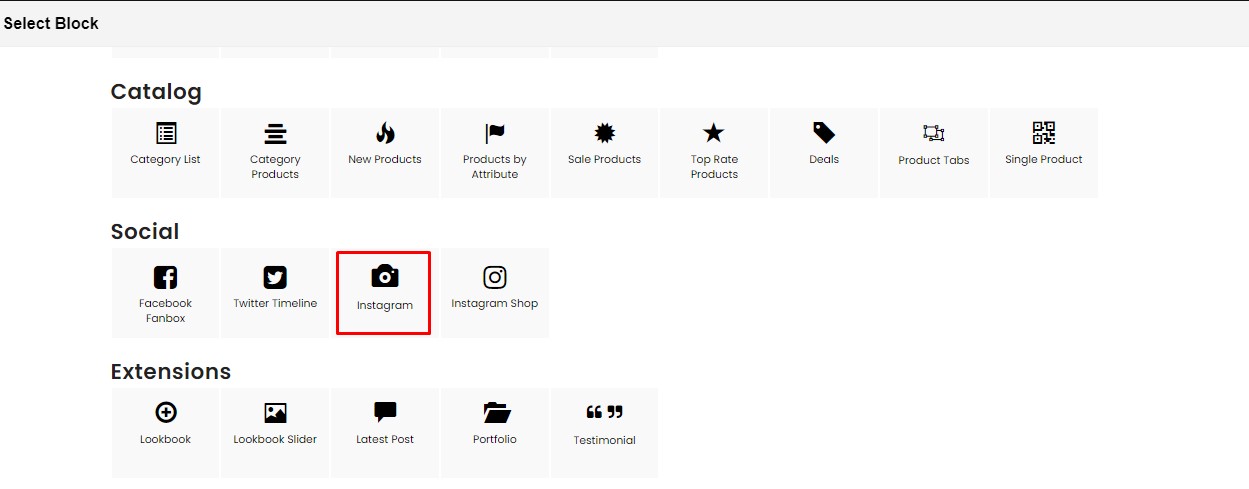 Select Block
Catalog
Category List
Category
Products
New Products
Products by
Attribute
Sale Products
Top Rate
Products
Deals
Product Tabs
Single Product
Social
Facebook
Fanbox
Twitter Timeline
Instagram
Instagram Shop
Extensions
Lookbook
Lookbook Slider
Latest Post
Portfolio
Testimonial